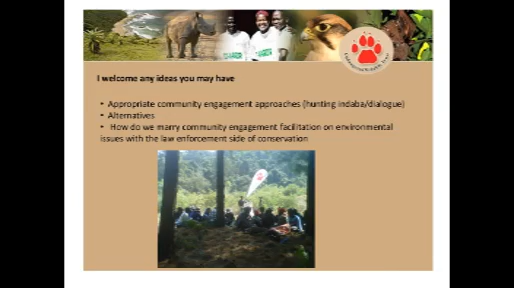 I welcome any ideas you may have
• Appropriate community engagement approaches (hunting indaba/dialogue)
• Alternatives
• How do we marry community engagement facilitation on environmental
issues with the law enforcement side of conservation